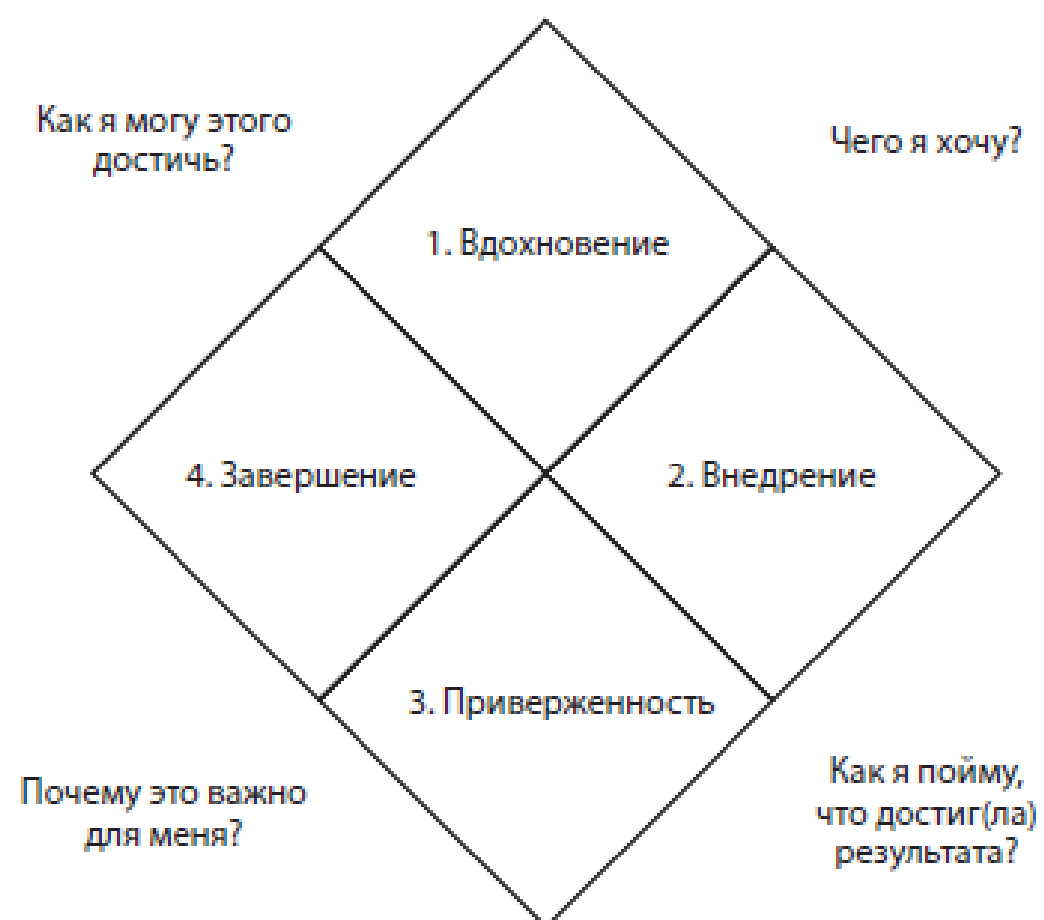 Как я могу этого
достичь?
Чего я хочу?
1. Вдохновение
4. Завершение
2. Внедрение
3. Приверженность
Почему это важно
для меня?
Как я пойму,
что достиг(ла)
результата?